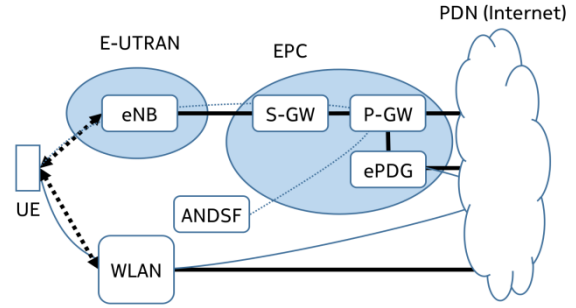 PDN (Internet)
E-UTRAN
EPC
eNB
S-GW
P-GW
ePDG
UE
ANDSF
WLAN